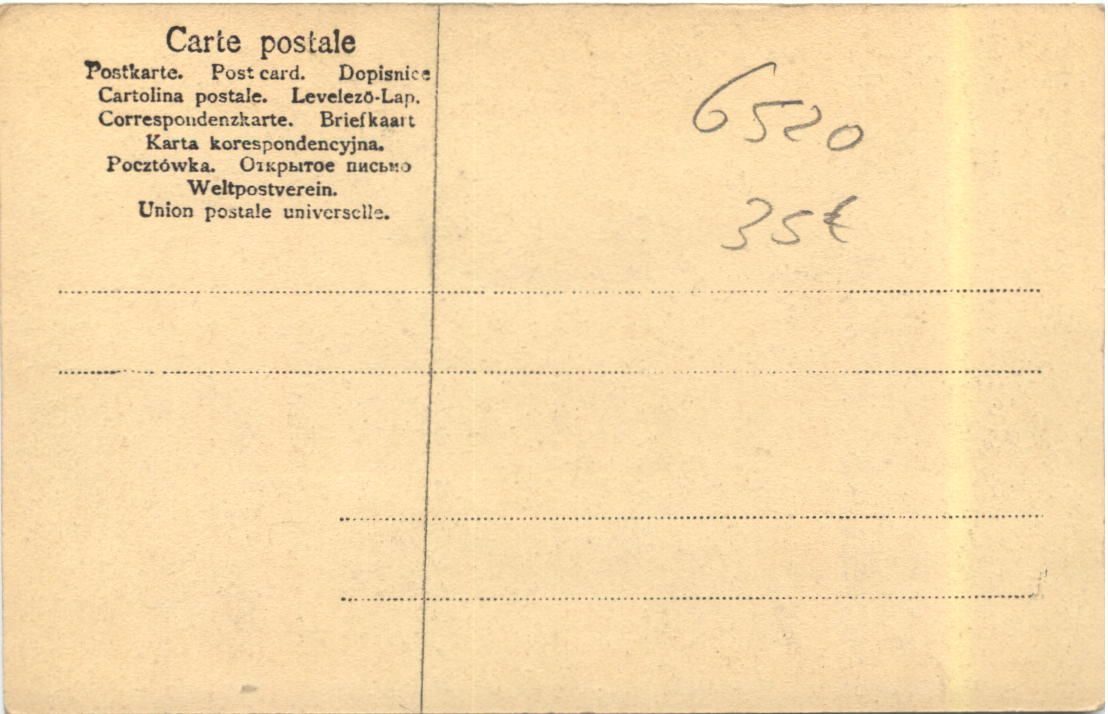 Carte postale
Postkarte. Post card. Dopisnice
Cartolina postale. Levelező-Lap.
Correspondenzkarte. Briefkaart
Karta korespondencyjna.
Pocztówka. Открытое письмо
Weltpostverein.
Union postale universelle.
6520
35€